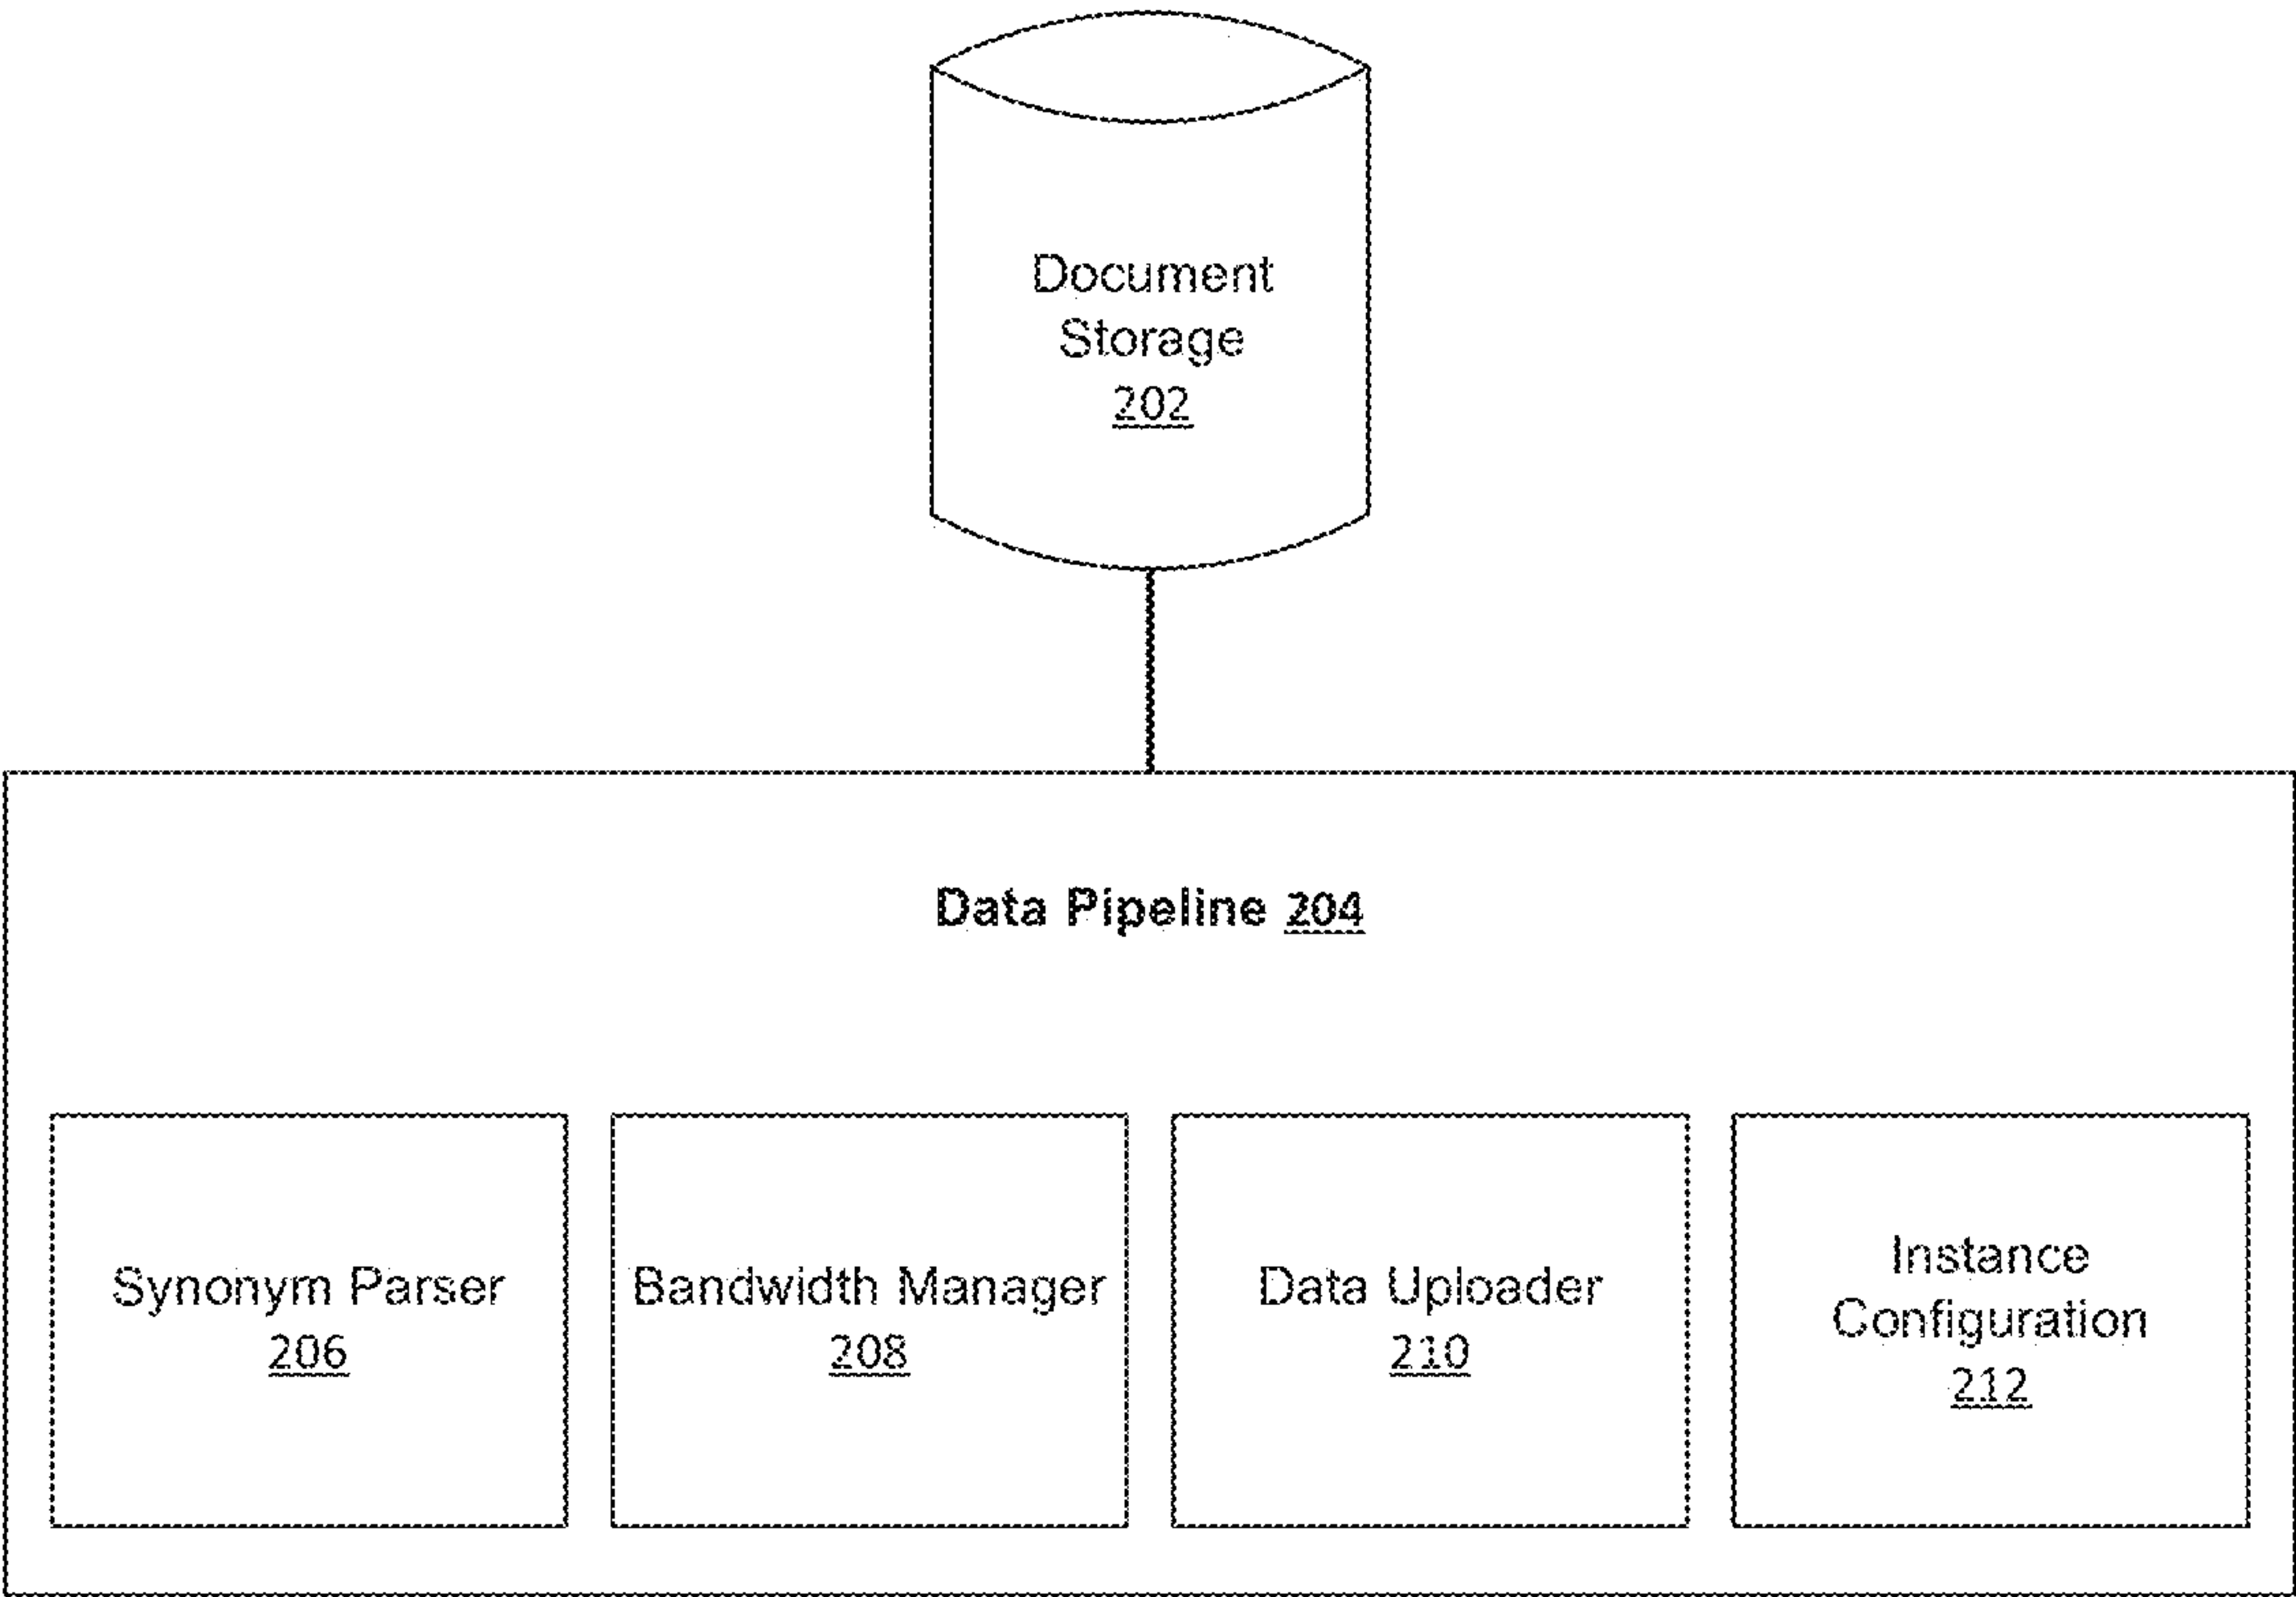 Document
Storage
202
Data Pipeline 204
Synonym Parser
206
Bandwidth Manager
208
Data Uploader
210
Instance
Configuration
212